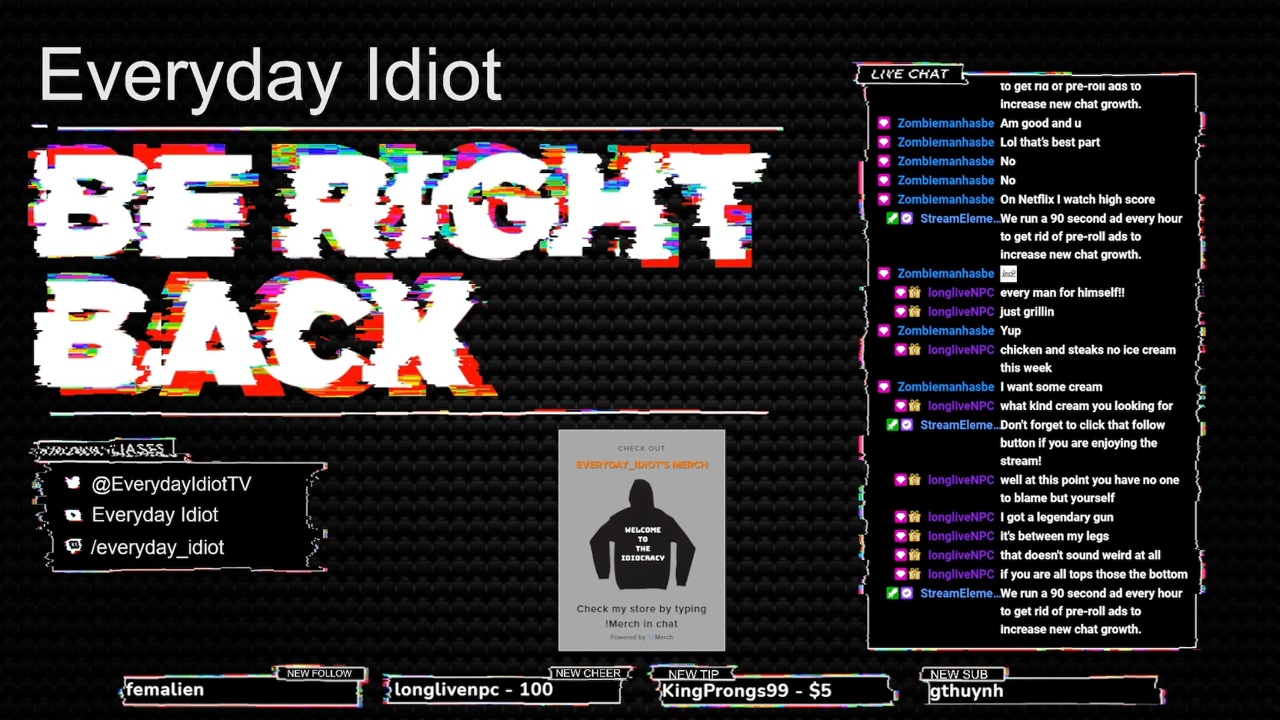 Everyday Idiot
BE RIGHT
BACK
@EverydayIdiotTV
Everyday Idiot
/everyday_idiot
CHECK OUT
EVERYDAY_IDIOT'S MERCH
WELCOME
TO
THE
IDIOCRACY
Check my store by typing
!Merch in chat
Powered by SEMerch
LIVE CHAT
to get rid of pre-roll ads to
increase new chat growth.
Zombiemanhasbe Am good and u
Zombiemanhasbe Lol that's best part
Zombiemanhasbe No
Zombiemanhasbe No
Zombiemanhasbe On Netflix I watch high score
StreamEleme... We run a 90 second ad every hour
to get rid of pre-roll ads to
increase new chat growth.
Zombiemanhasbe
longliveNPC every man for himself!!
longliveNPC just grillin
Zombiemanhasbe Yup
longliveNPC chicken and steaks no ice cream
this week
Zombiemanhasbe I want some cream
longliveNPC what kind cream you looking for
StreamEleme... Don't forget to click that follow
button if you are enjoying the
stream!
longliveNPC well at this point you have no one
to blame but yourself
longliveNPC I got a legendary gun
longliveNPC it's between my legs
longliveNPC that doesn't sound weird at all
longliveNPC if you are all tops those the bottom
StreamEleme... We run a 90 second ad every hour
to get rid of pre-roll ads to
increase new chat growth.
NEW FOLLOW
femalien
NEW CHEER
longlivenpc - 100
NEW TIP
KingProngs99 - $5
NEW SUB
gthuynh